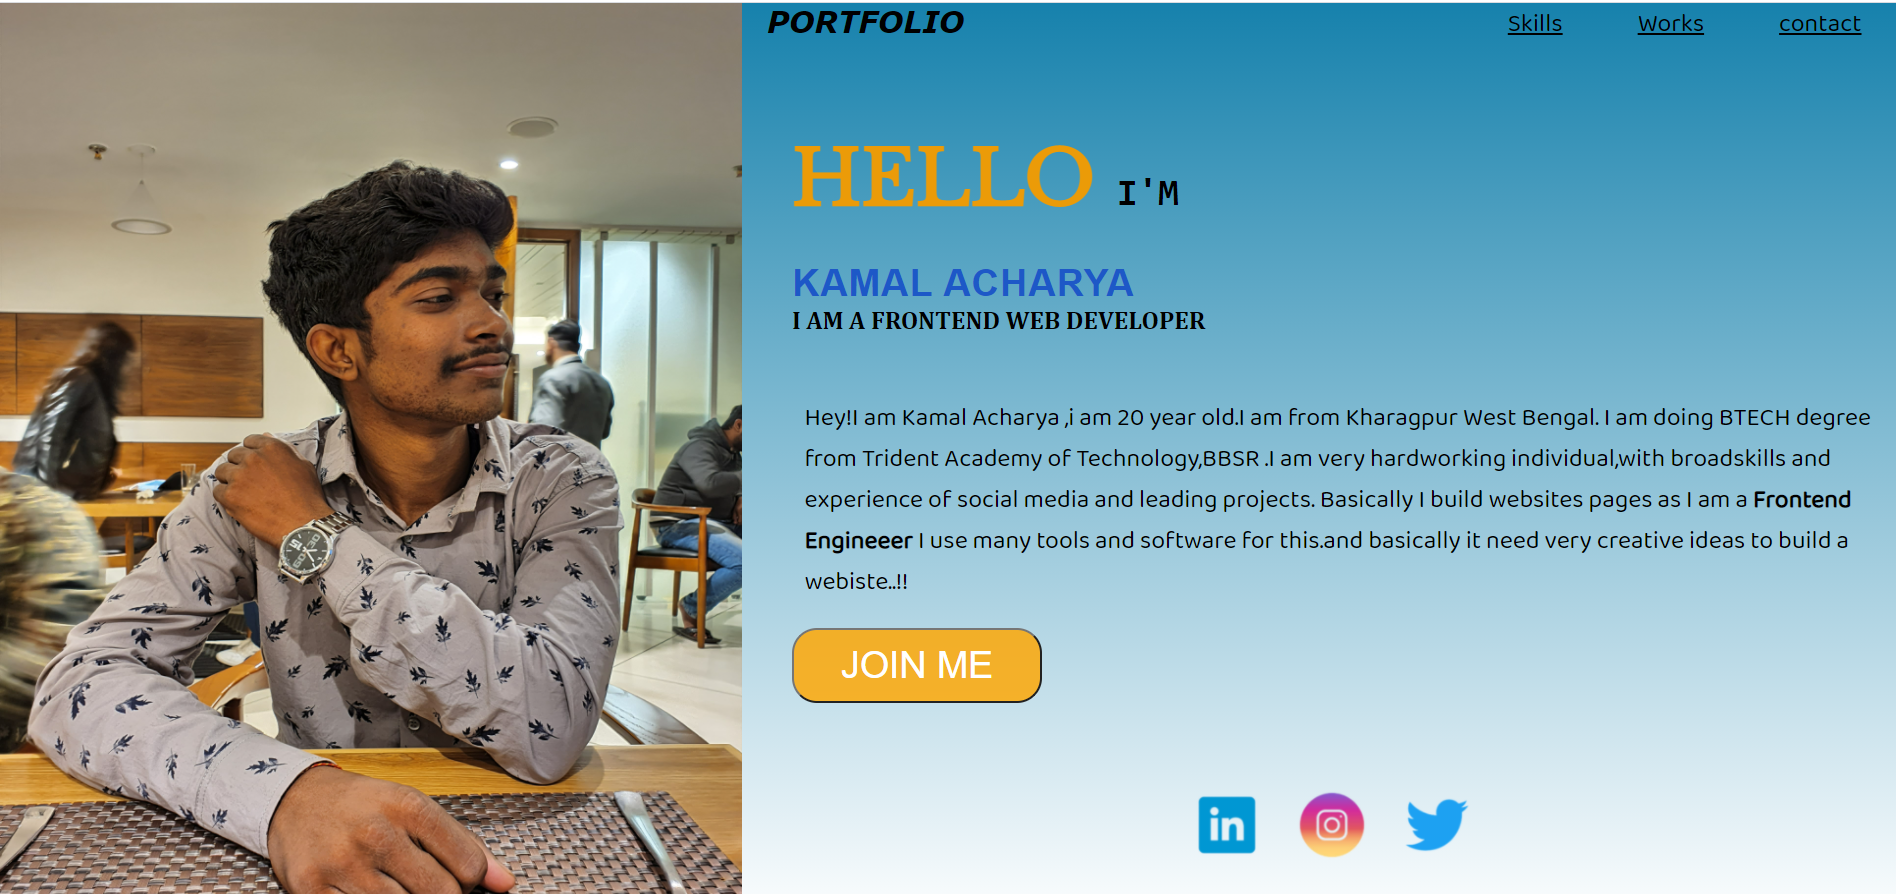 PORTFOLIO
Skills Works contact
HELLO I'M
KAMAL ACHARYA
I AM A FRONTEND WEB DEVELOPER
Hey!I am Kamal Acharya ,i am 20 year old.I am from Kharagpur West Bengal. I am doing BTECH degree
from Trident Academy of Technology,BBSR .I am very hardworking individual,with broadskills and
experience of social media and leading projects. Basically I build websites pages as I am a Frontend
Engineeer I use many tools and software for this.and basically it need very creative ideas to build a
webiste..!!
JOIN ME
in